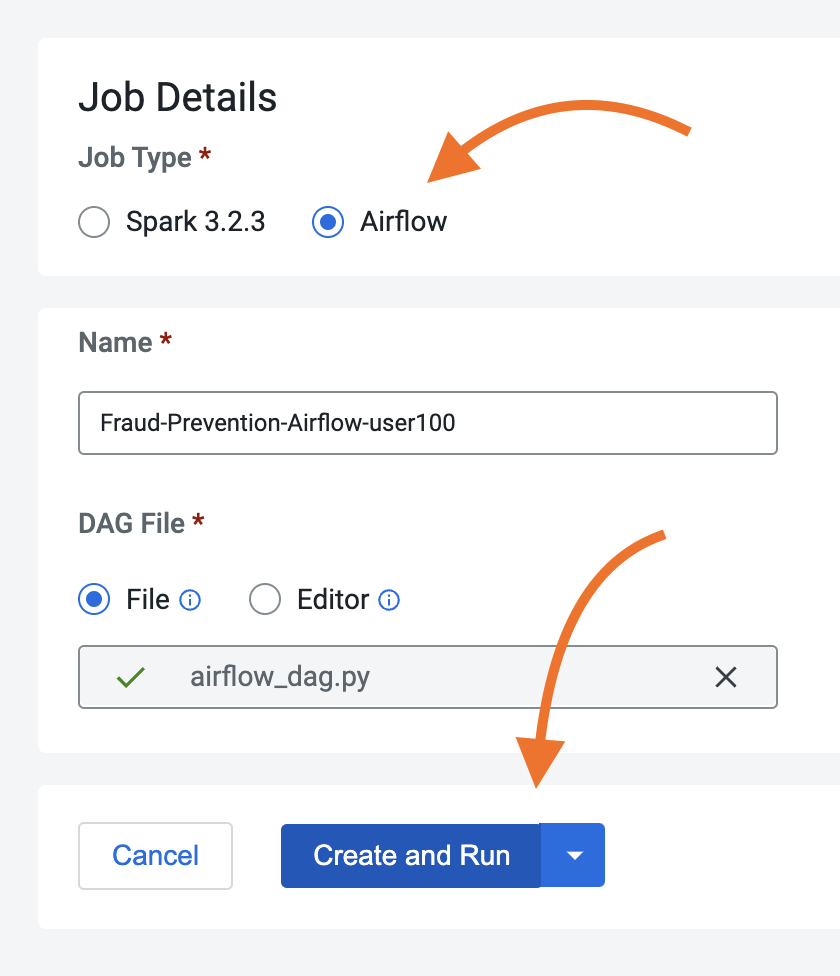 Job Details
Job Type *
Spark 3.2.3 Airflow
Name *
Fraud-Prevention-Airflow-user100
DAG File *
File Editor
airflow_dag.py
Cancel Create and Run